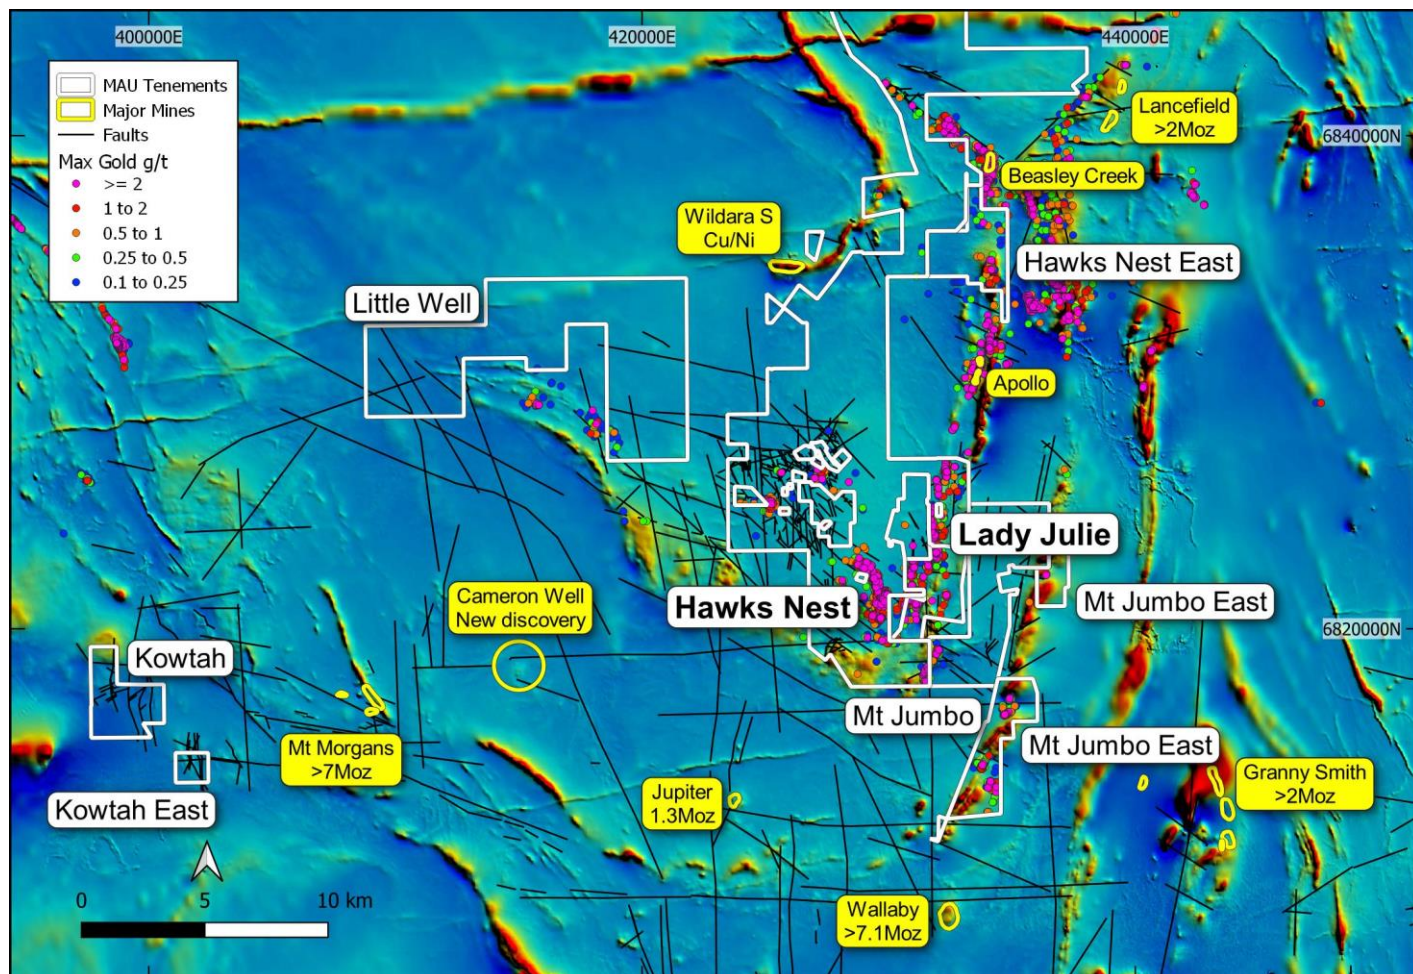 400000E
420000E
440000E
MAU Tenements
Major Mines
Faults
Max Gold g/t
>= 2
1 to 2
0.5 to 1
0.25 to 0.5
0.1 to 0.25
Lancefield
>2Moz
6840000N
Beasley Creek
Wildara S
Cu/Ni
Hawks Nest East
Little Well
Apollo
Lady Julie
Cameron Well
New discovery
Hawks Nest
Mt Jumbo East
6820000N
Kowtah
Mt Jumbo
Mt Jumbo East
Mt Morgans
>7Moz
Granny Smith
>2Moz
Jupiter
1.3Moz
Kowtah East
0
5
10 km
Wallaby
>7.1Moz